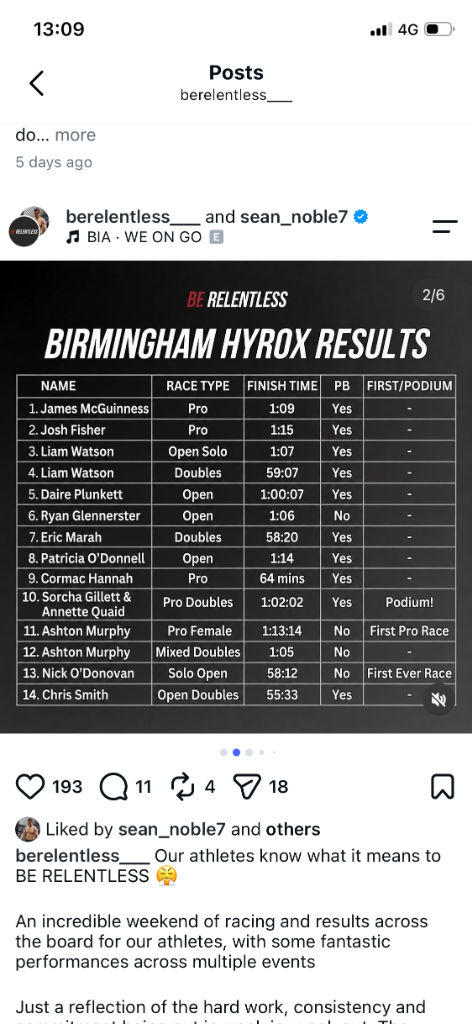 13:09
4G
Posts
berelentless___
do... more
5 days ago
BE RELENTLESS
berelentless___ and sean_noble7
BIA · WE ON GO E
BE RELENTLESS
2/6
BIRMINGHAM HYROX RESULTS
NAME RACE TYPE FINISH TIME PB FIRST/PODIUM
1. James McGuinness Pro 1:09 Yes -
2. Josh Fisher Pro 1:15 Yes -
3. Liam Watson Open Solo 1:07 Yes -
4. Liam Watson Doubles 59:07 Yes -
5. Daire Plunkett Open 1:00:07 Yes -
6. Ryan Glennerster Open 1:06 No -
7. Eric Marah Doubles 58:20 Yes -
8. Patricia O'Donnell Open 1:14 Yes -
9. Cormac Hannah Pro 64 mins Yes -
10. Sorcha Gillett &
Annette Quaid Pro Doubles 1:02:02 Yes Podium!
11. Ashton Murphy Pro Female 1:13:14 No First Pro Race
12. Ashton Murphy Mixed Doubles 1:05 No -
13. Nick O'Donovan Solo Open 58:12 No First Ever Race
14. Chris Smith Open Doubles 55:33 Yes -
193 11 4 18
Liked by sean_noble7 and others
berelentless___ Our athletes know what it means to
BE RELENTLESS 😤
An incredible weekend of racing and results across
the board for our athletes, with some fantastic
performances across multiple events
Just a reflection of the hard work, consistency and